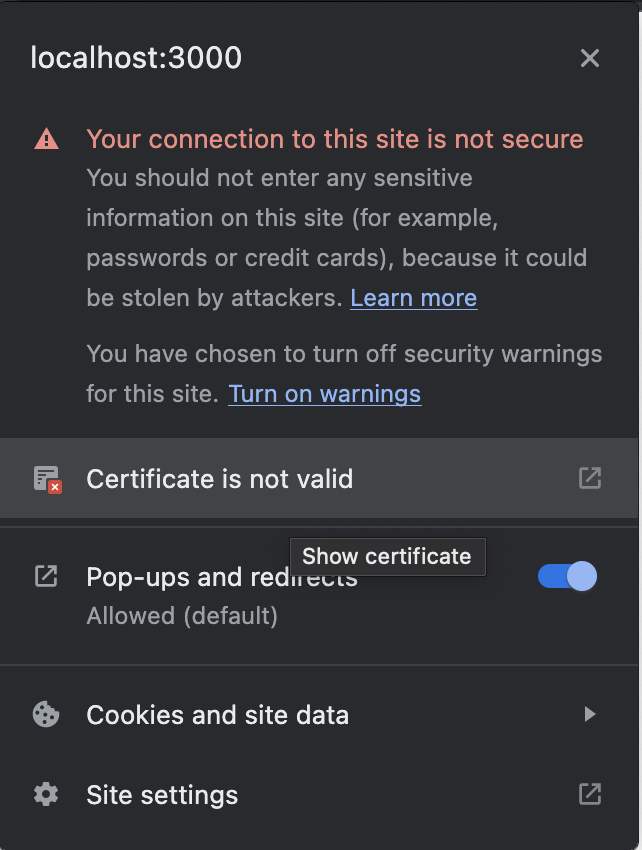 localhost:3000
Your connection to this site is not secure
You should not enter any sensitive
information on this site (for example,
passwords or credit cards), because it could
be stolen by attackers. Learn more
You have chosen to turn off security warnings
for this site. Turn on warnings
Certificate is not valid
Show certificate
Pop-ups and redirects
Allowed (default)
Cookies and site data
Site settings